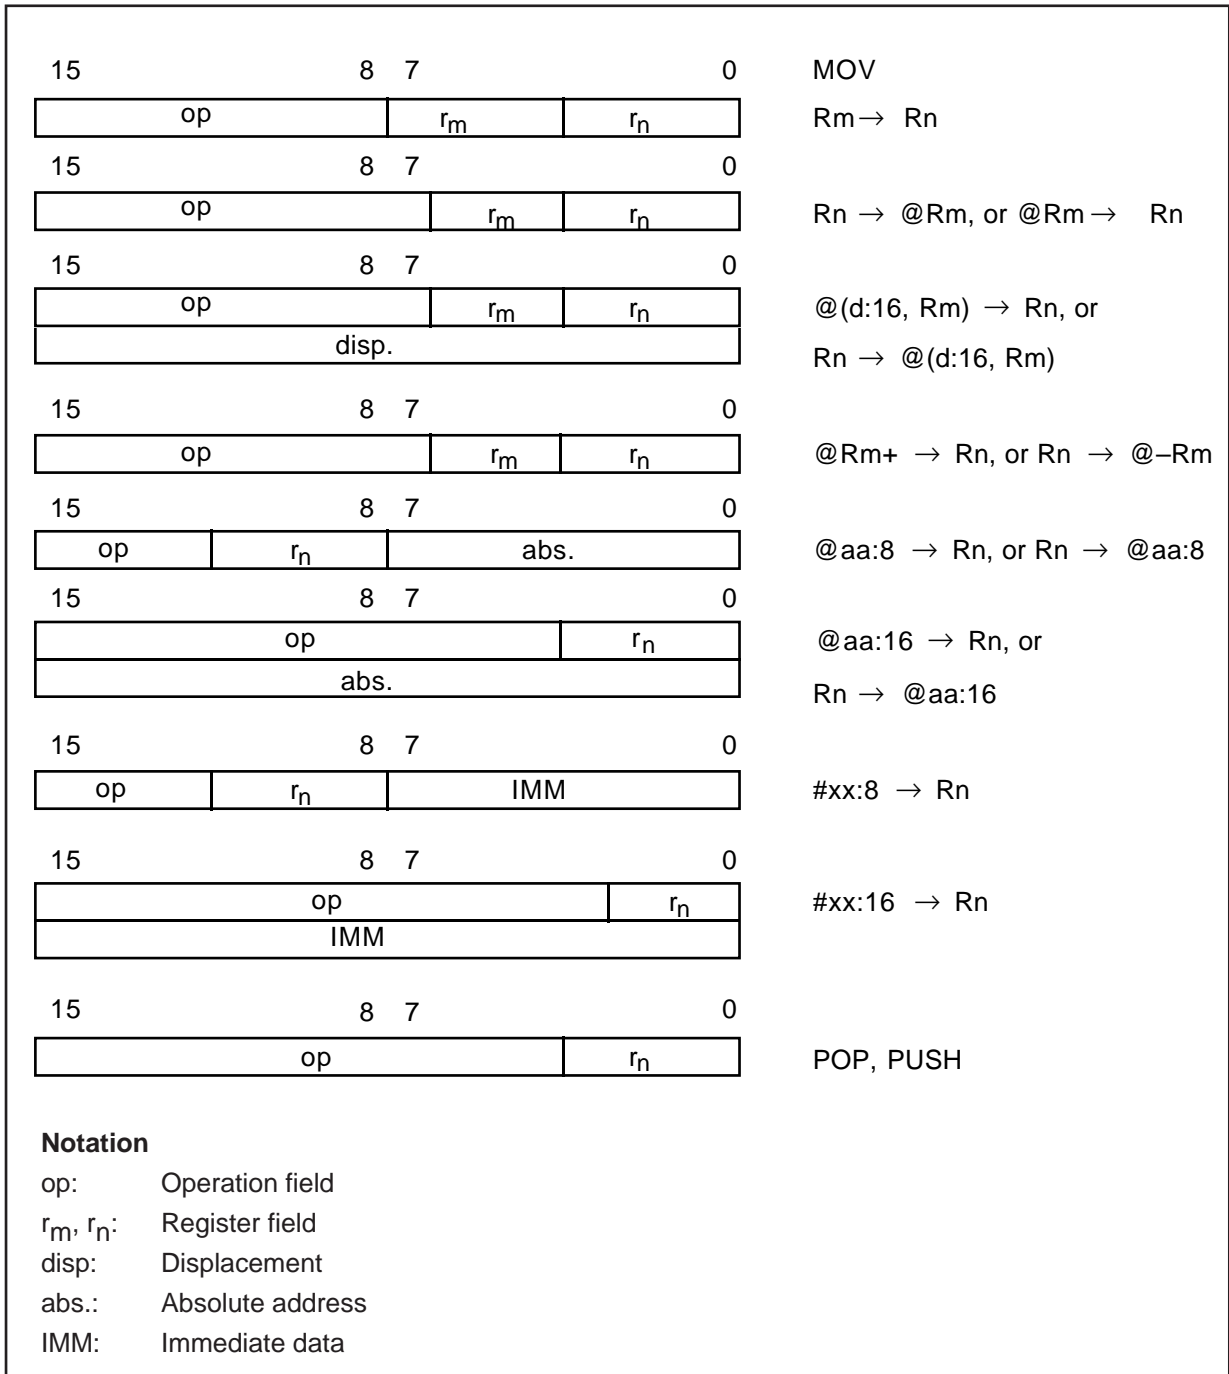 15 8 7 0 MOV
op rm rn Rm → Rn
15 8 7 0
op rm rn Rn → @Rm, or @Rm → Rn
15 8 7 0
op rm rn @(d:16, Rm) → Rn, or
disp. Rn → @(d:16, Rm)
15 8 7 0
op rm rn @Rm+ → Rn, or Rn → @–Rm
15 8 7 0
op rn abs. @aa:8 → Rn, or Rn → @aa:8
15 8 7 0
op rn @aa:16 → Rn, or
abs. Rn → @aa:16
15 8 7 0
op rn IMM #xx:8 → Rn
15 8 7 0
op rn #xx:16 → Rn
IMM
15 8 7 0
op rn POP, PUSH
Notation
op: Operation field
rm, rn: Register field
disp: Displacement
abs.: Absolute address
IMM: Immediate data